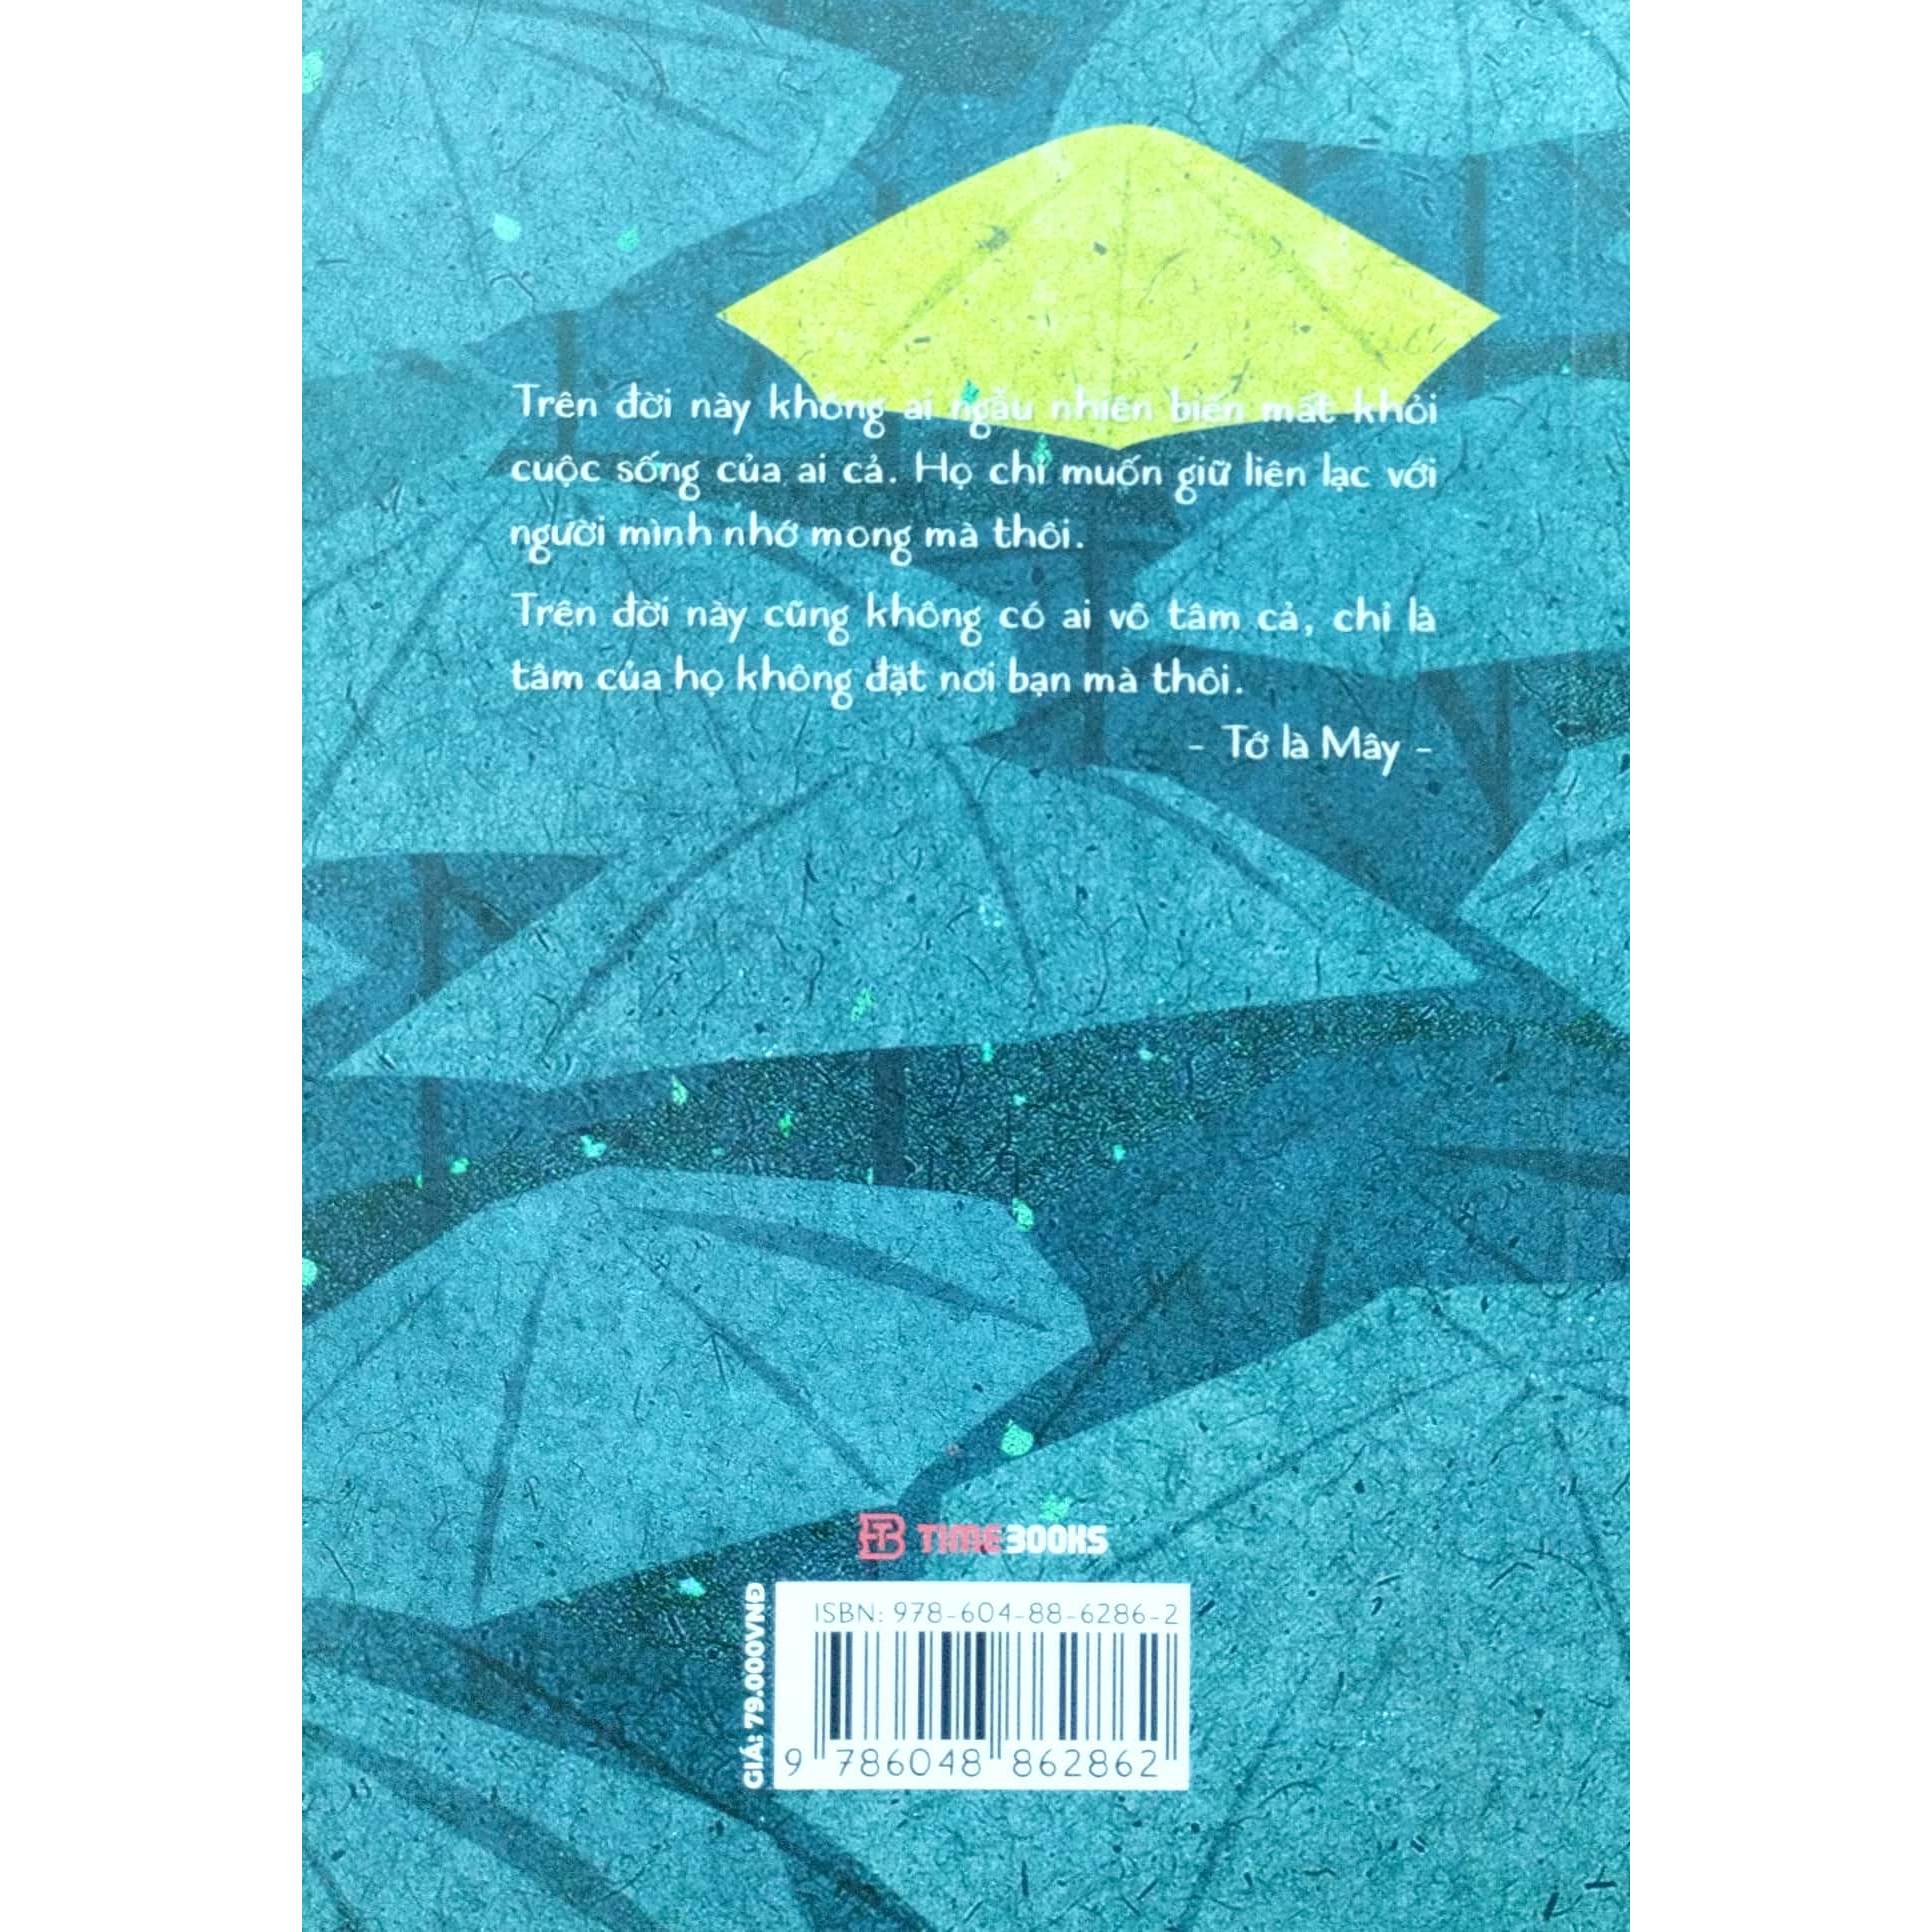 Trên đời này không ai ngẫu nhiên biến mất khỏi
cuộc sống của ai cả. Họ chỉ muốn giữ liên lạc với
người mình nhớ mong mà thôi.
Trên đời này cũng không có ai vô tâm cả, chỉ là
tâm của họ không đặt nơi bạn mà thôi.
- Tớ là Mây -
TB TIMEBOOKS
GIÁ: 79.000VNĐ
ISBN: 978-604-88-6286-2
9 786048 862862